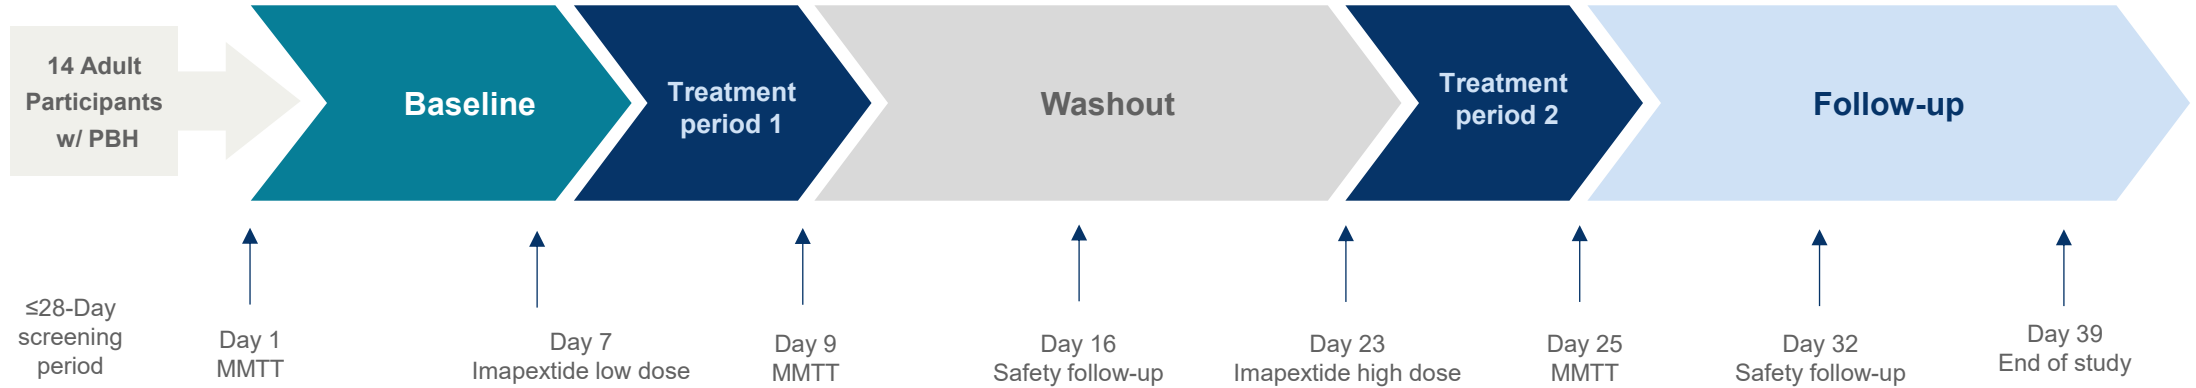 14 Adult
Participants
w/ PBH
Baseline
Treatment
period 1
Washout
Treatment
period 2
Follow-up
≤28-Day
screening
period
Day 1
MMTT
Day 7
Imapextide low dose
Day 9
MMTT
Day 16
Safety follow-up
Day 23
Imapextide high dose
Day 25
MMTT
Day 32
Safety follow-up
Day 39
End of study